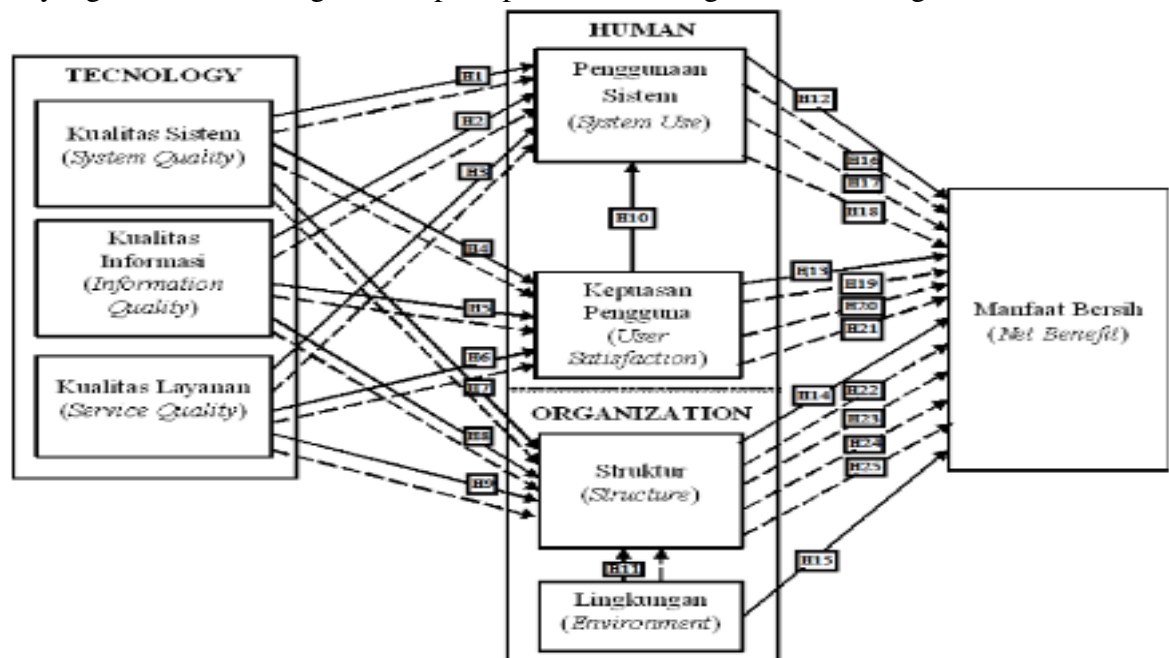 HUMAN
TECNOLOGY
Kualitas Sistem
(System Quality)
Kualitas
Informasi
(Information
Quality)
Kualitas Layanan
(Service Quality)
H1
H2
H3
H4
H5
H6
H7
H8
H9
Penggunaan
Sistem
(System Use)
H10
Kepuasan
Pengguna
(User
Satisfaction)
ORGANIZATION
Struktur
(Structure)
H11
Lingkungan
(Environment)
H12
H16
H17
H18
H13
H19
H20
H21
H14
H22
H23
H24
H25
H15
Manfaat Bersih
(Net Benefit)